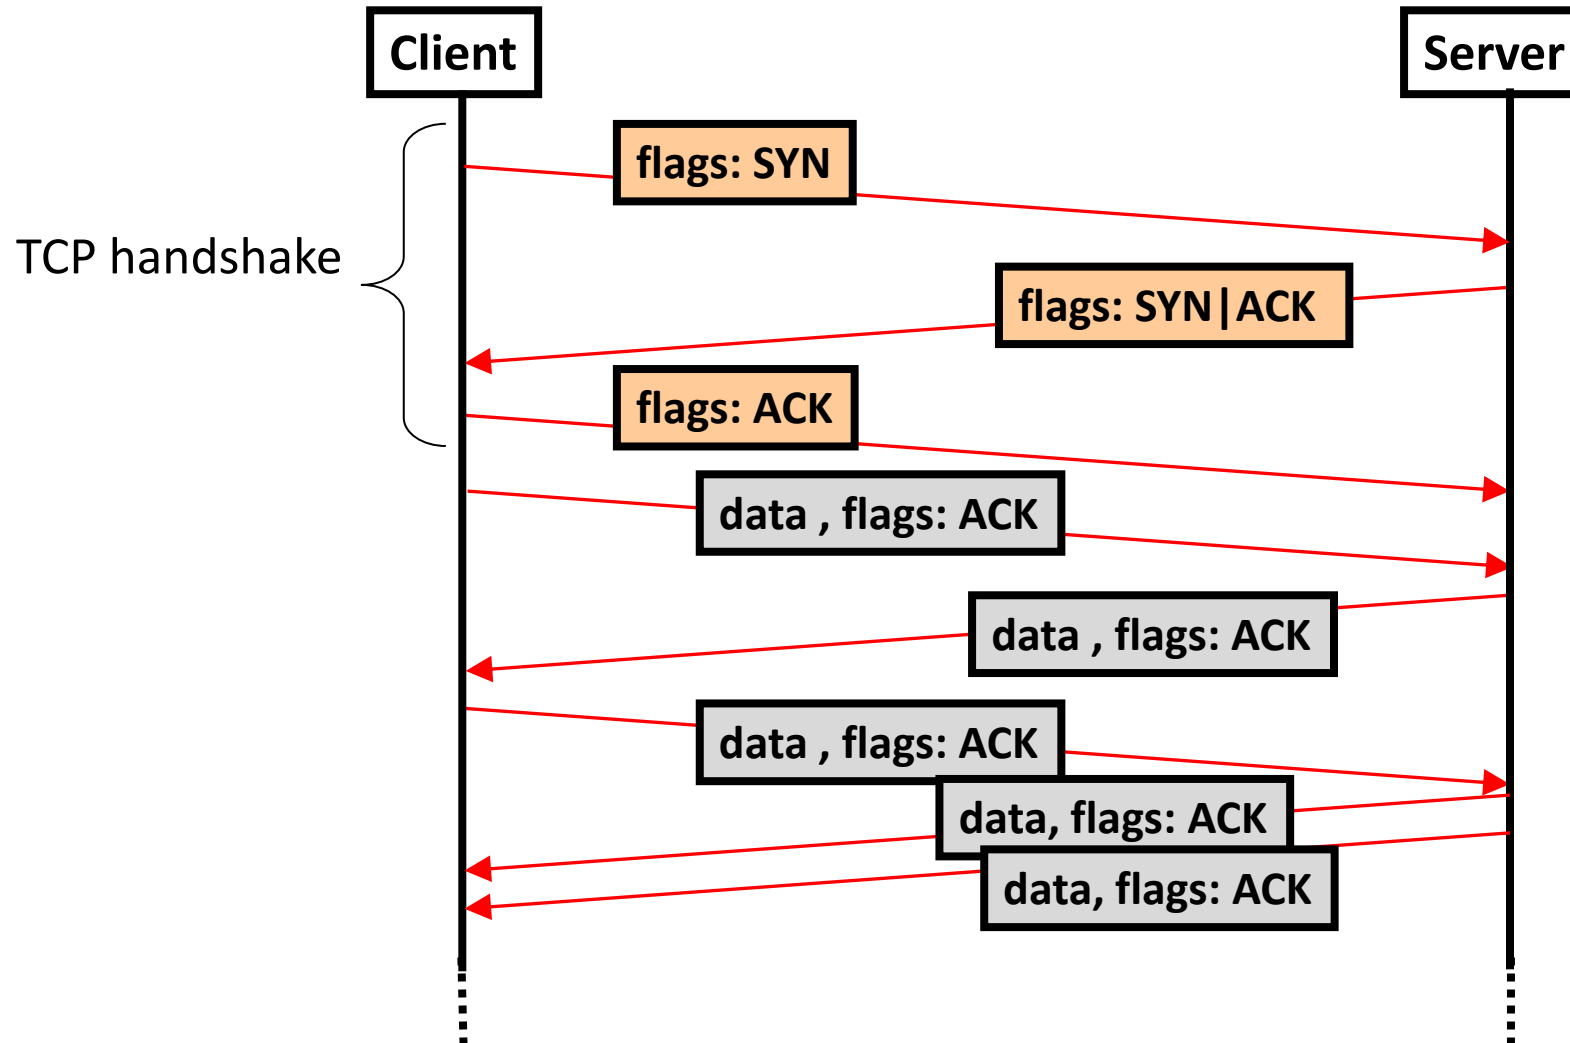 Client
Server
flags: SYN
TCP handshake
flags: SYN|ACK
flags: ACK
data , flags: ACK
data , flags: ACK
data , flags: ACK
data, flags: ACK
data, flags: ACK